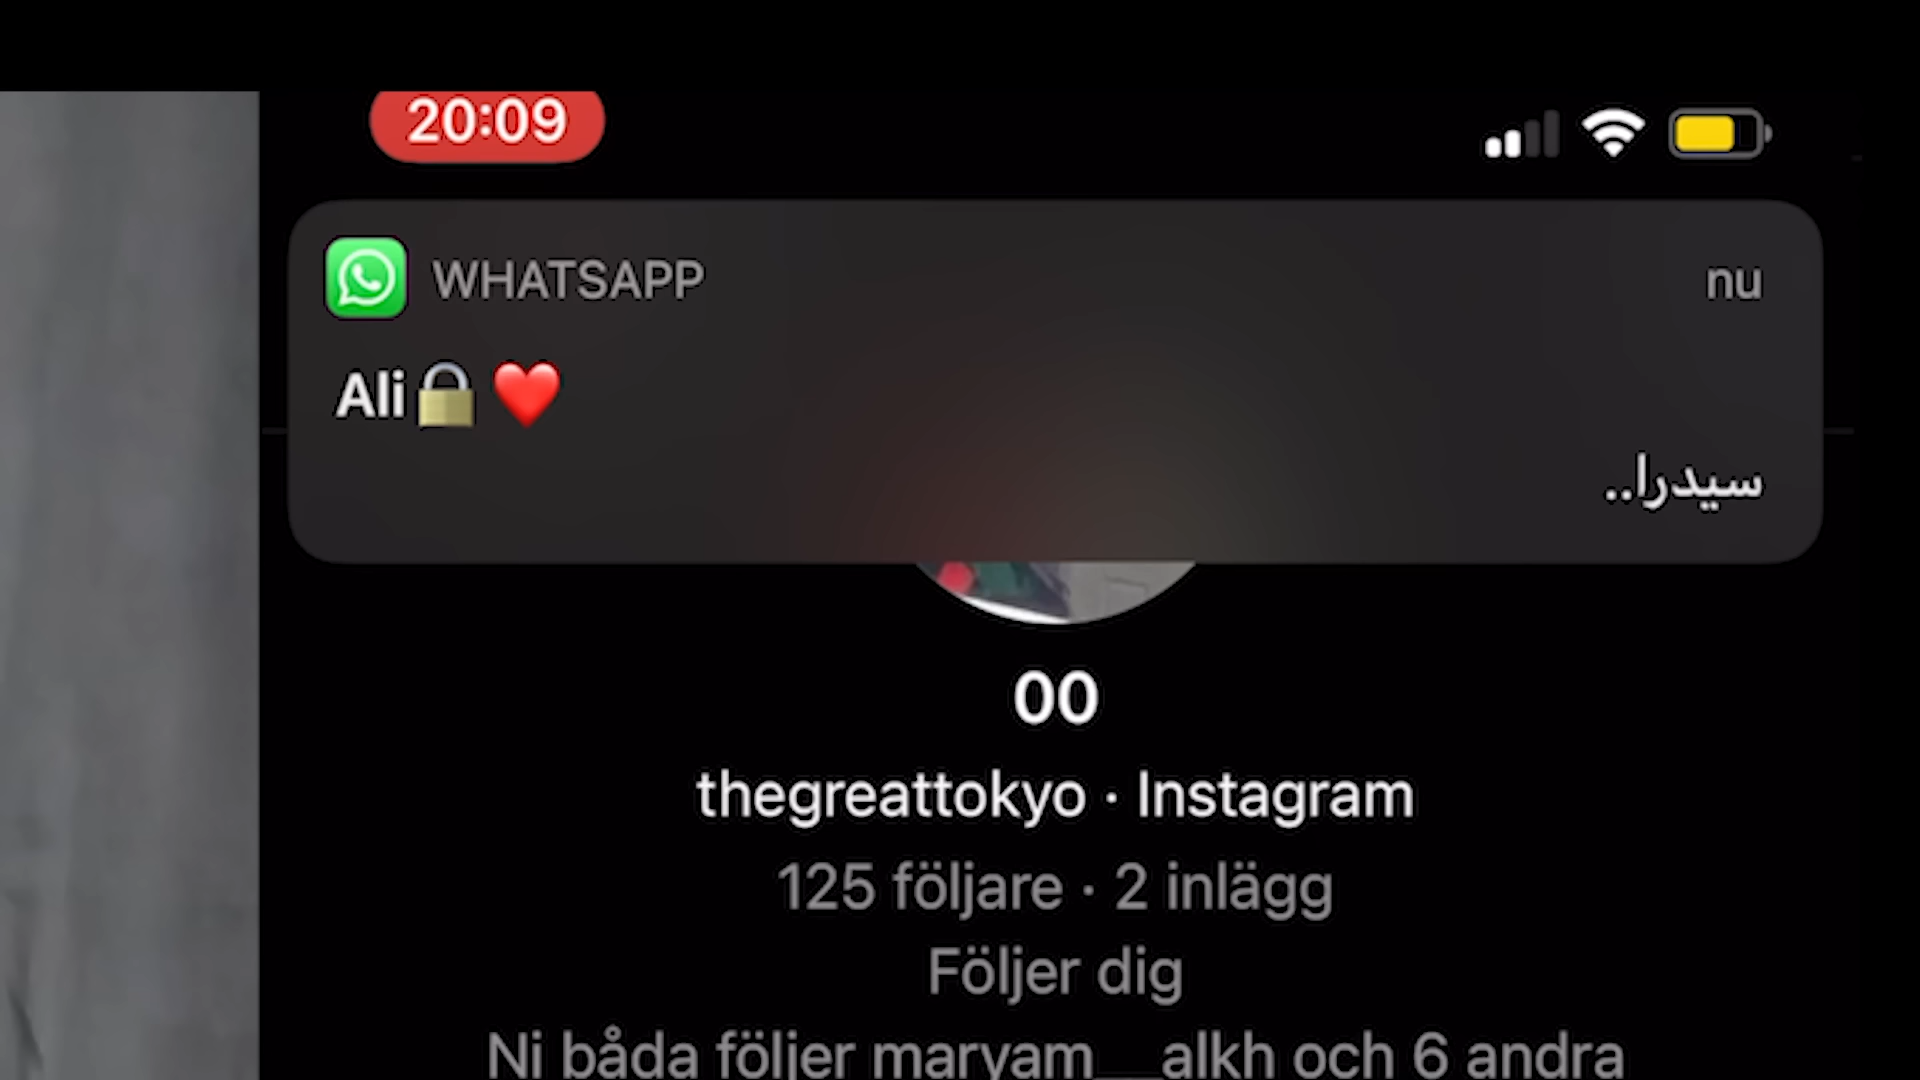 20:09
WHATSAPP
nu
Ali🔒❤️
سيدرا..
00
thegreattokyo · Instagram
125 följare · 2 inlägg
Följer dig
Ni båda följer maryam__alkh och 6 andra